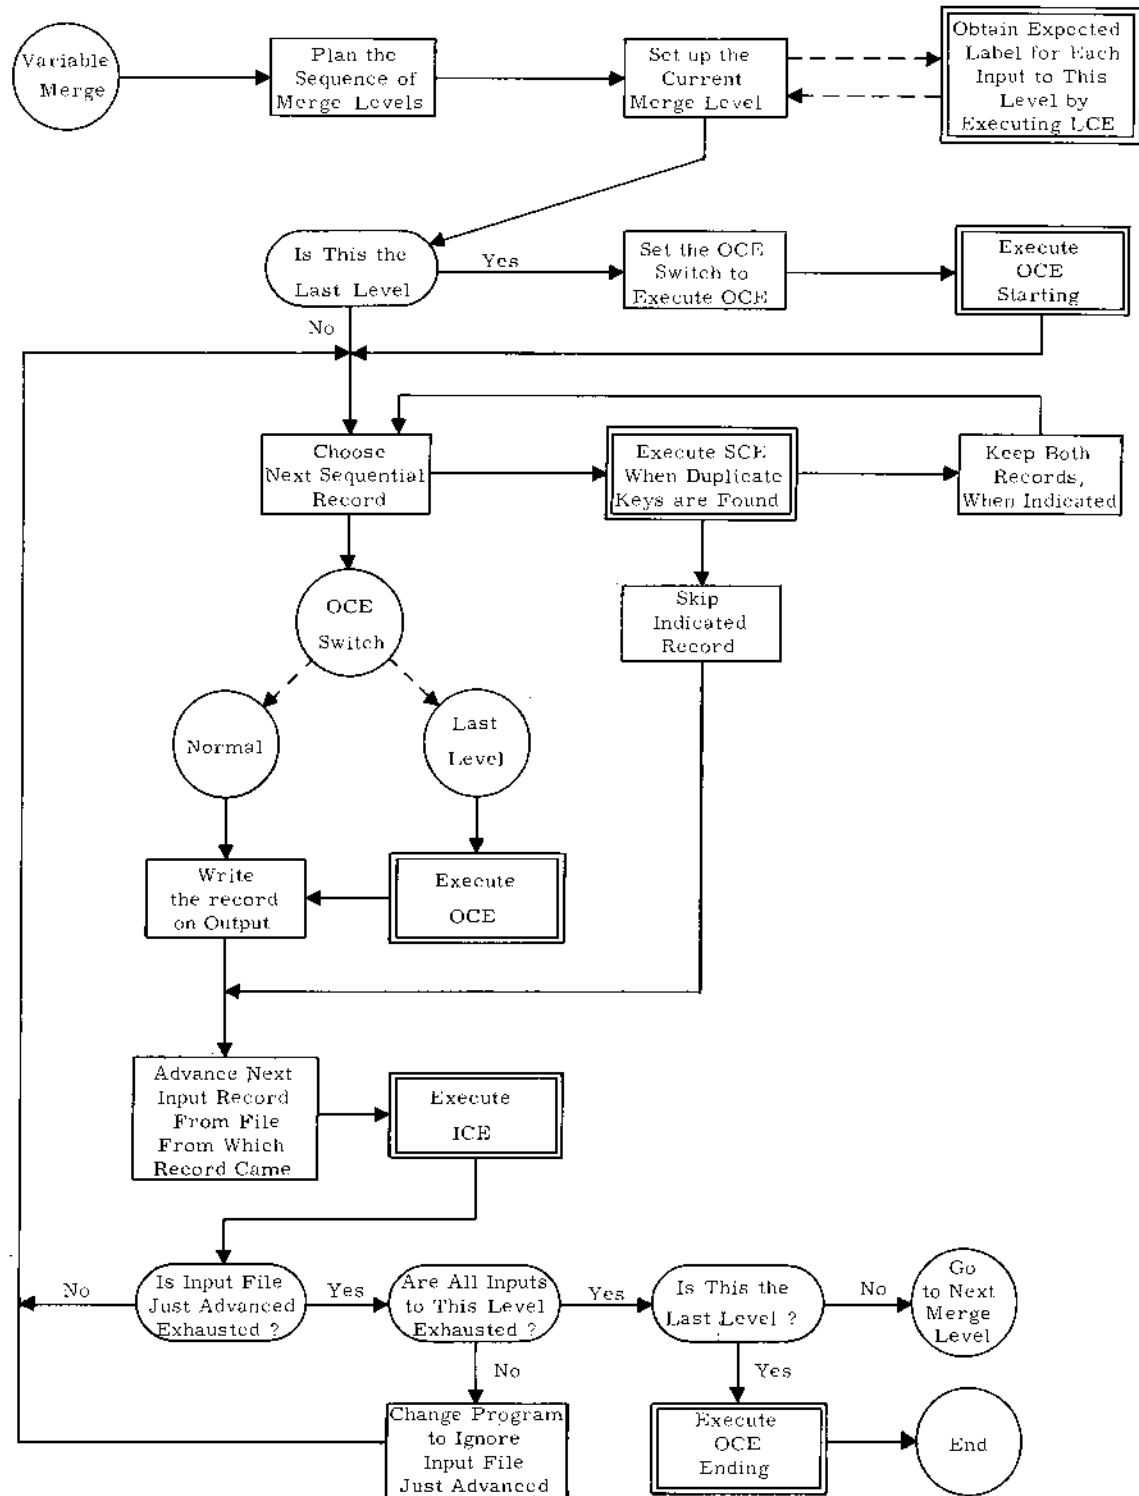 Variable
Merge
Plan the
Sequence of
Merge Levels
Set up the
Current
Merge Level
Obtain Expected
Label for Each
Input to This
Level by
Executing LCE
Is This the
Last Level
Yes
Set the OCE
Switch to
Execute OCE
Execute
OCE
Starting
No
Choose
Next Sequential
Record
Execute SCE
When Duplicate
Keys are Found
Keep Both
Records,
When Indicated
OCE
Switch
Skip
Indicated
Record
Normal
Last
Level
Write
the record
on Output
Execute
OCE
Advance Next
Input Record
From File
From Which
Record Came
Execute
ICE
No
Is Input File
Just Advanced
Exhausted ?
Yes
Are All Inputs
to This Level
Exhausted ?
Yes
Is This the
Last Level ?
No
Go
to Next
Merge
Level
No
Yes
Change Program
to Ignore
Input File
Just Advanced
Execute
OCE
Ending
End